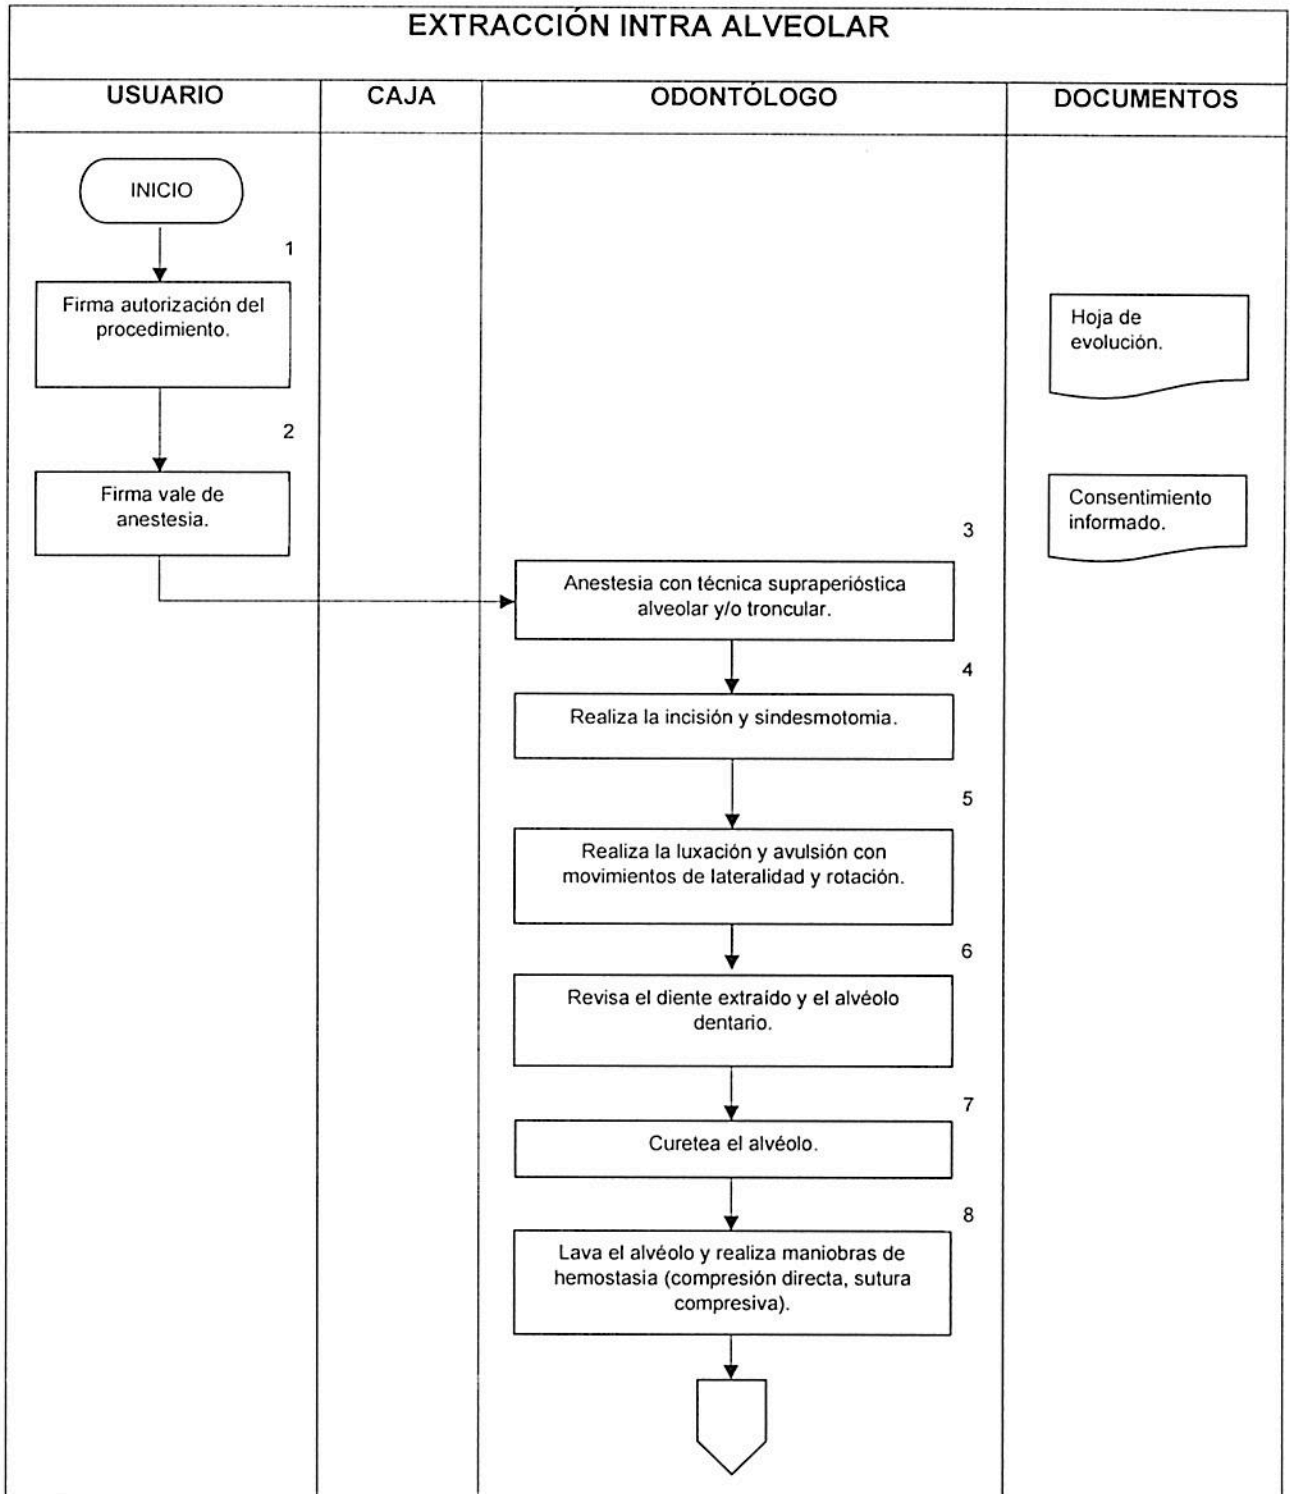 EXTRACCIÓN INTRA ALVEOLAR
USUARIO
CAJA
ODONTÓLOGO
DOCUMENTOS
INICIO
1
Firma autorización del
procedimiento.
Hoja de
evolución.
2
Firma vale de
anestesia.
Consentimiento
informado.
3
Anestesia con técnica supraperióstica
alveolar y/o troncular.
4
Realiza la incisión y sindesmotomia.
5
Realiza la luxación y avulsión con
movimientos de lateralidad y rotación.
6
Revisa el diente extraído y el alvéolo
dentario.
7
Curetea el alvéolo.
8
Lava el alvéolo y realiza maniobras de
hemostasia (compresión directa, sutura
compresiva).